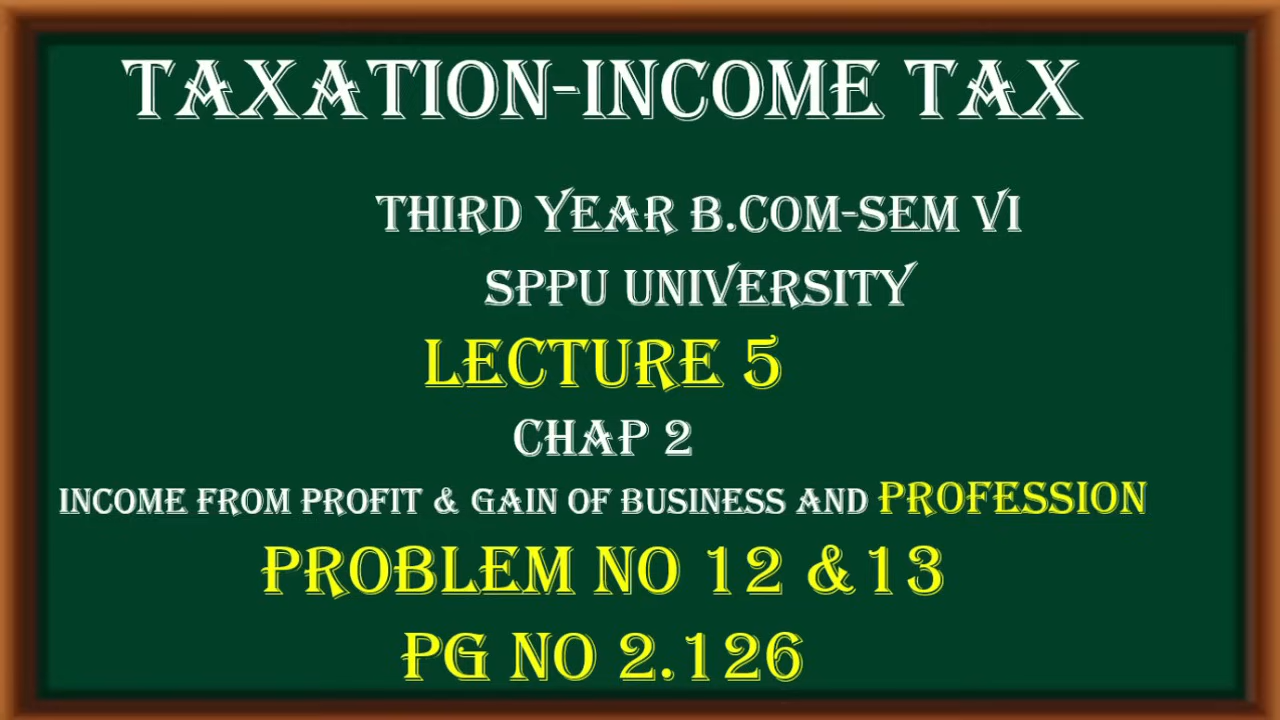 TAXATION-INCOME TAX
THIRD YEAR B.COM-SEM VI
SPPU UNIVERSITY
LECTURE 5
CHAP 2
INCOME FROM PROFIT & GAIN OF BUSINESS AND PROFESSION
PROBLEM NO 12 &13
PG NO 2.126